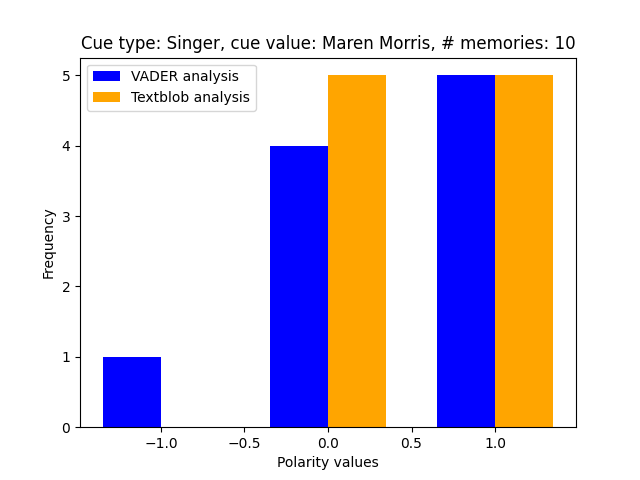 Cue type: Singer, cue value: Maren Morris, # memories: 10
VADER analysis
Textblob analysis
Frequency
5
4
3
2
1
0
−1.0
−0.5
0.0
0.5
1.0
Polarity values